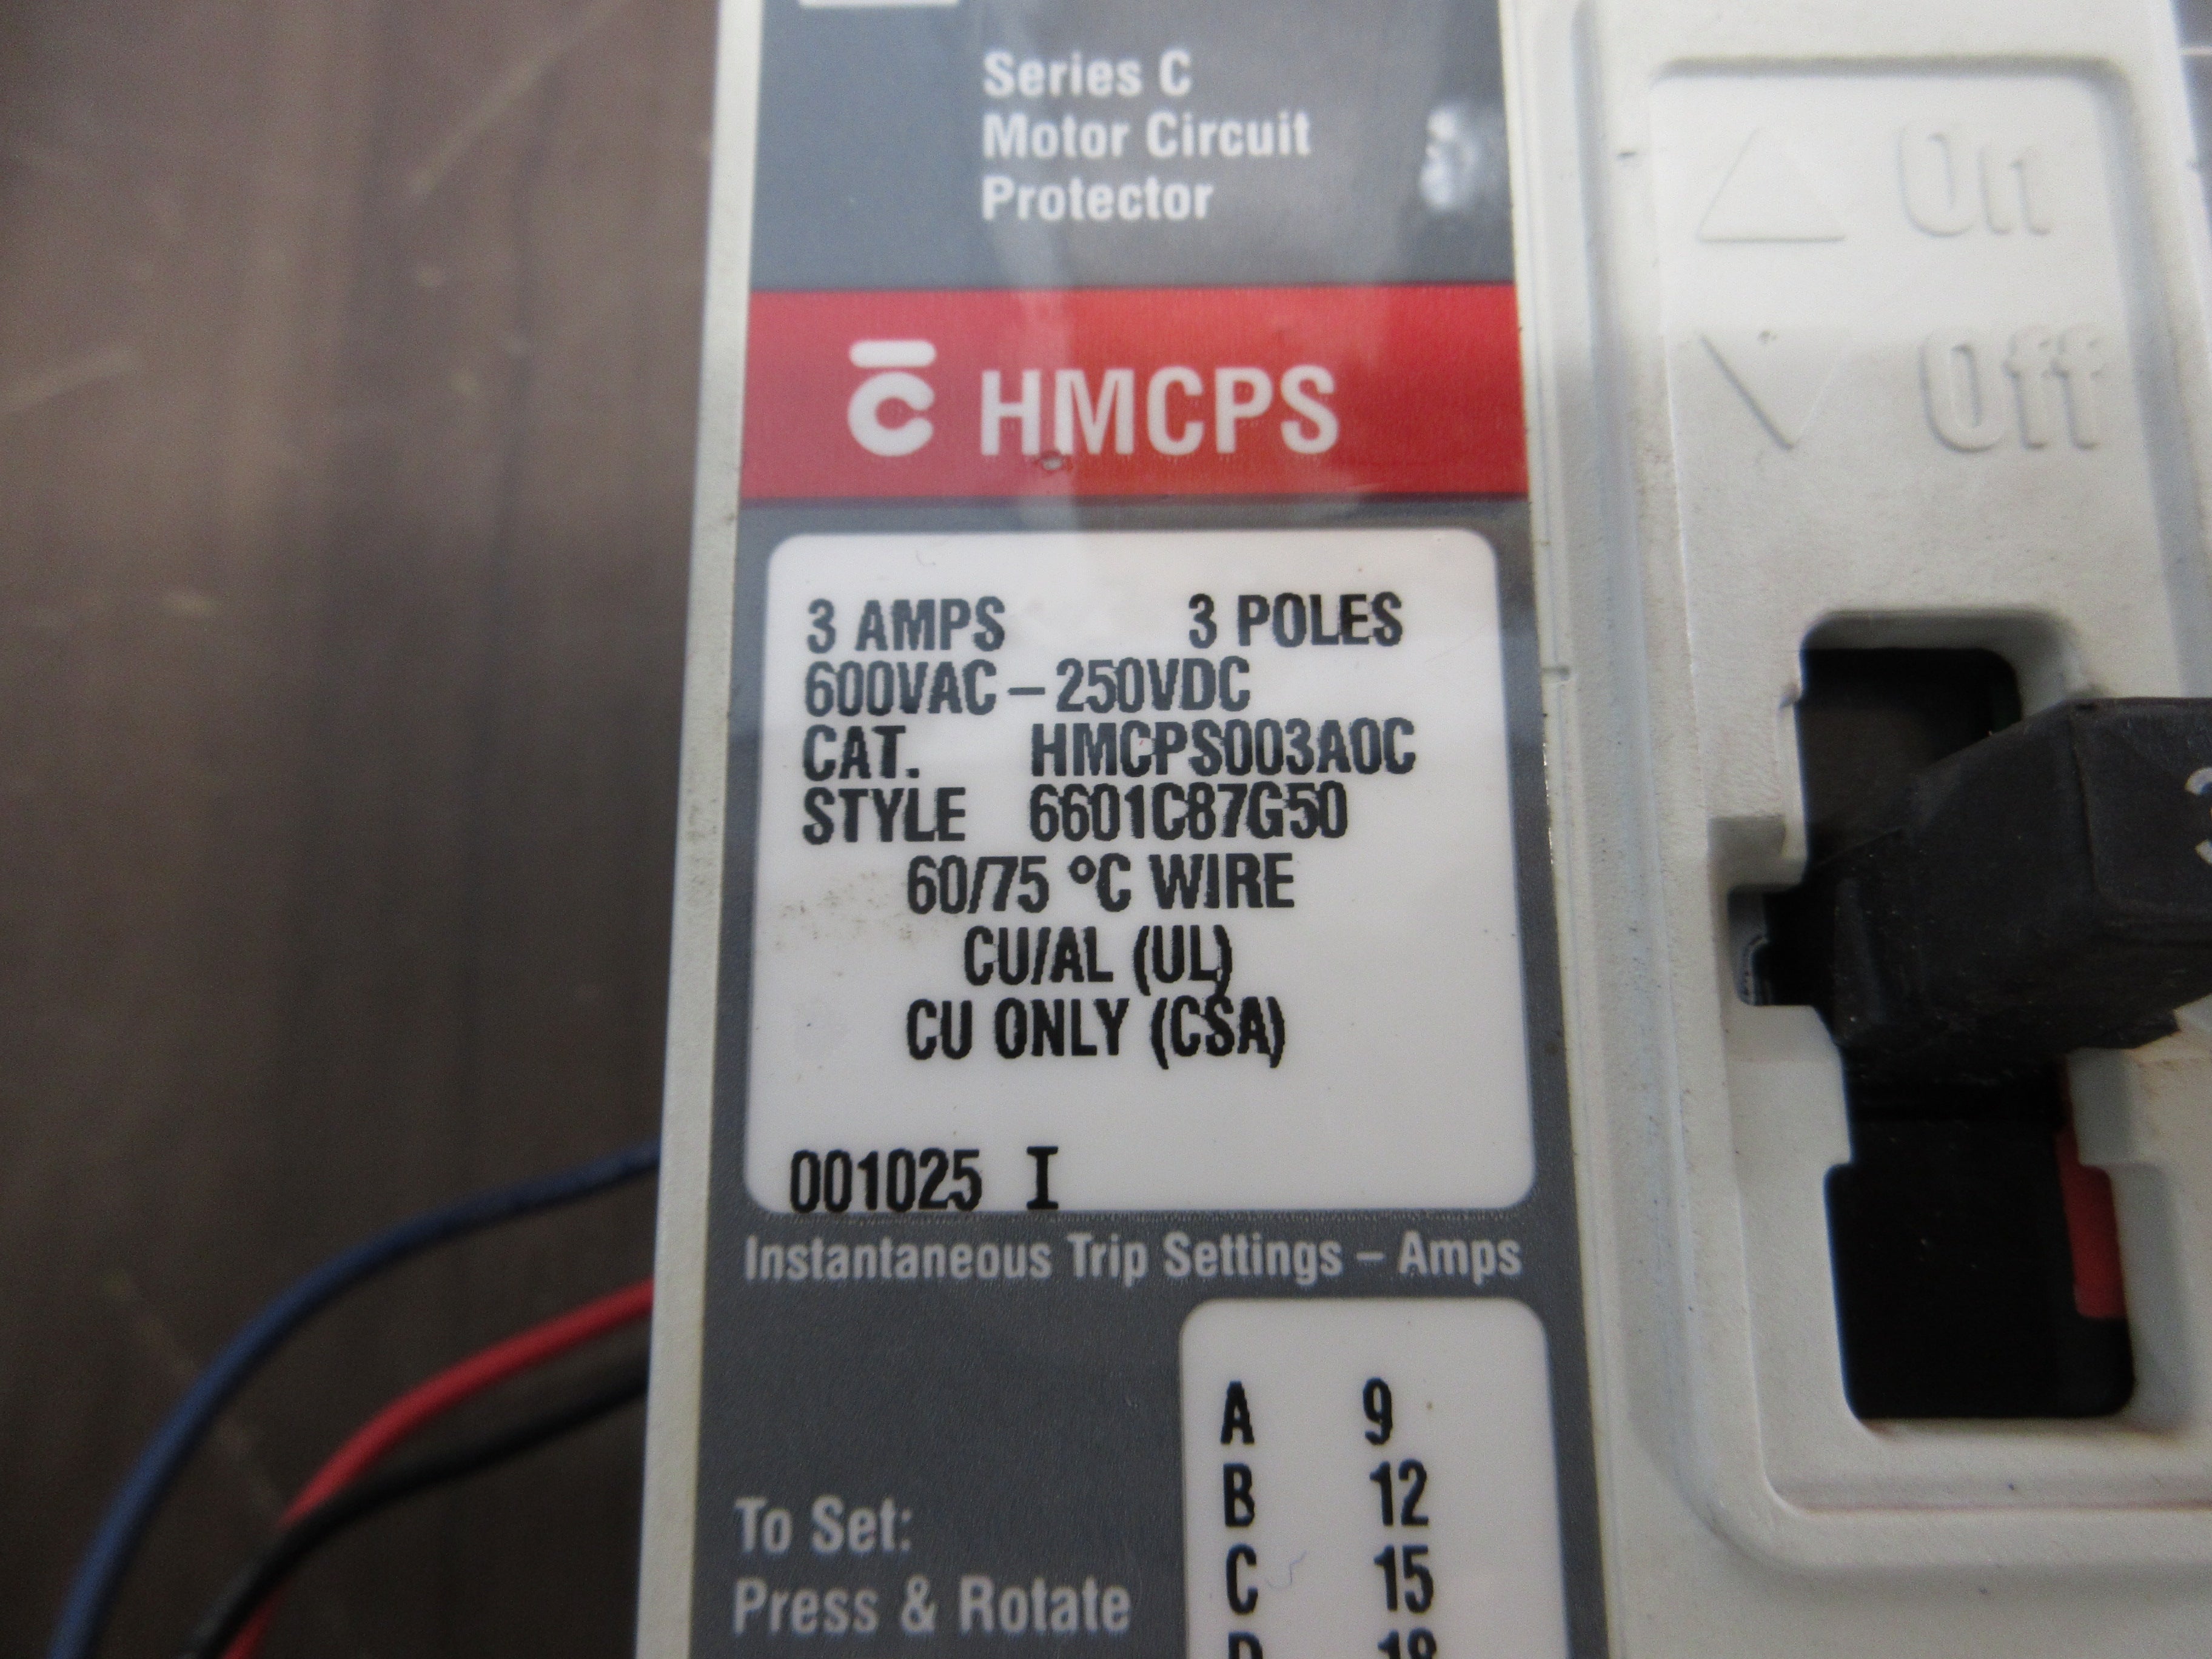 Series C
Motor Circuit
Protector
HMCPS
3 AMPS 3 POLES
600VAC – 250VDC
CAT. HMCPS003A0C
STYLE 6601C87G50
60/75 °C WIRE
CU/AL (UL)
CU ONLY (CSA)
001025 I
Instantaneous Trip Settings – Amps
A 9
B 12
C 15
D 18
To Set:
Press & Rotate
On
Off
3